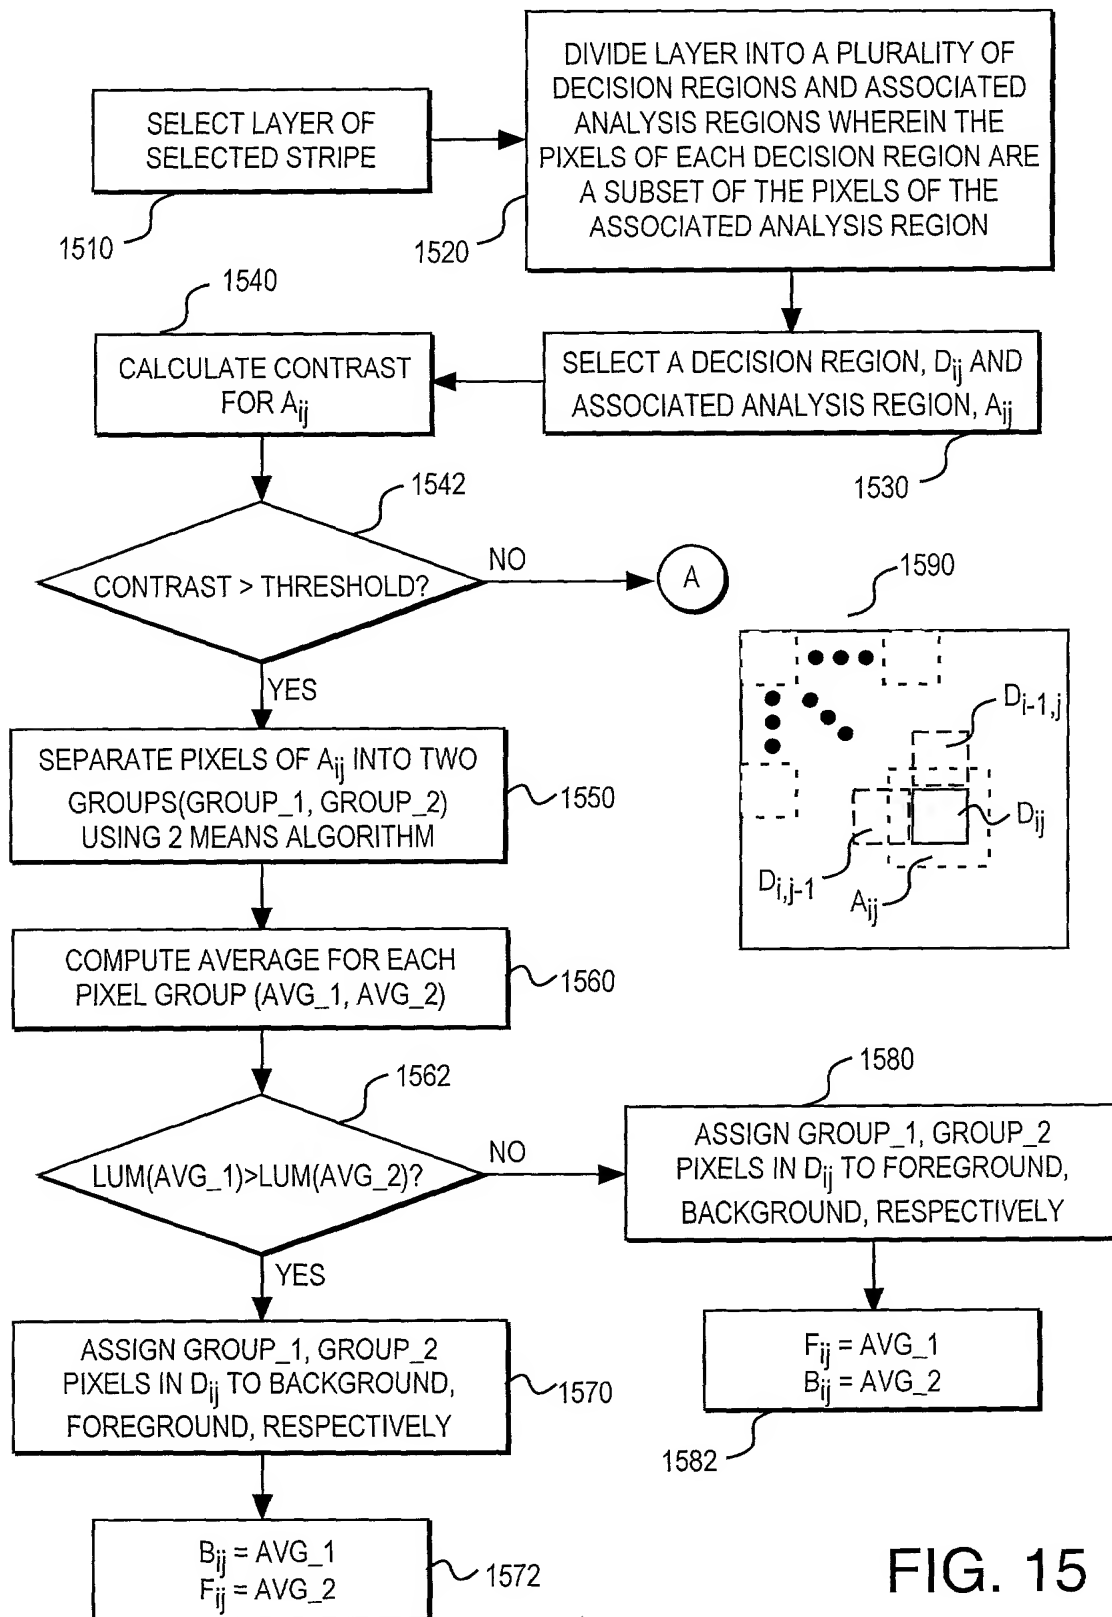 SELECT LAYER OF
SELECTED STRIPE
1510
DIVIDE LAYER INTO A PLURALITY OF
DECISION REGIONS AND ASSOCIATED
ANALYSIS REGIONS WHEREIN THE
PIXELS OF EACH DECISION REGION ARE
A SUBSET OF THE PIXELS OF THE
ASSOCIATED ANALYSIS REGION
1520
SELECT A DECISION REGION, Dij AND
ASSOCIATED ANALYSIS REGION, Aij
1530
1540
CALCULATE CONTRAST
FOR Aij
1542
CONTRAST > THRESHOLD?
NO
A
YES
SEPARATE PIXELS OF Aij INTO TWO
GROUPS(GROUP_1, GROUP_2)
USING 2 MEANS ALGORITHM
1550
1590
Di-1,j
Dij
Di,j-1
Aij
COMPUTE AVERAGE FOR EACH
PIXEL GROUP (AVG_1, AVG_2)
1560
1562
LUM(AVG_1)>LUM(AVG_2)?
NO
YES
1580
ASSIGN GROUP_1, GROUP_2
PIXELS IN Dij TO FOREGROUND,
BACKGROUND, RESPECTIVELY
Fij = AVG_1
Bij = AVG_2
1582
ASSIGN GROUP_1, GROUP_2
PIXELS IN Dij TO BACKGROUND,
FOREGROUND, RESPECTIVELY
1570
Bij = AVG_1
Fij = AVG_2
1572
FIG. 15